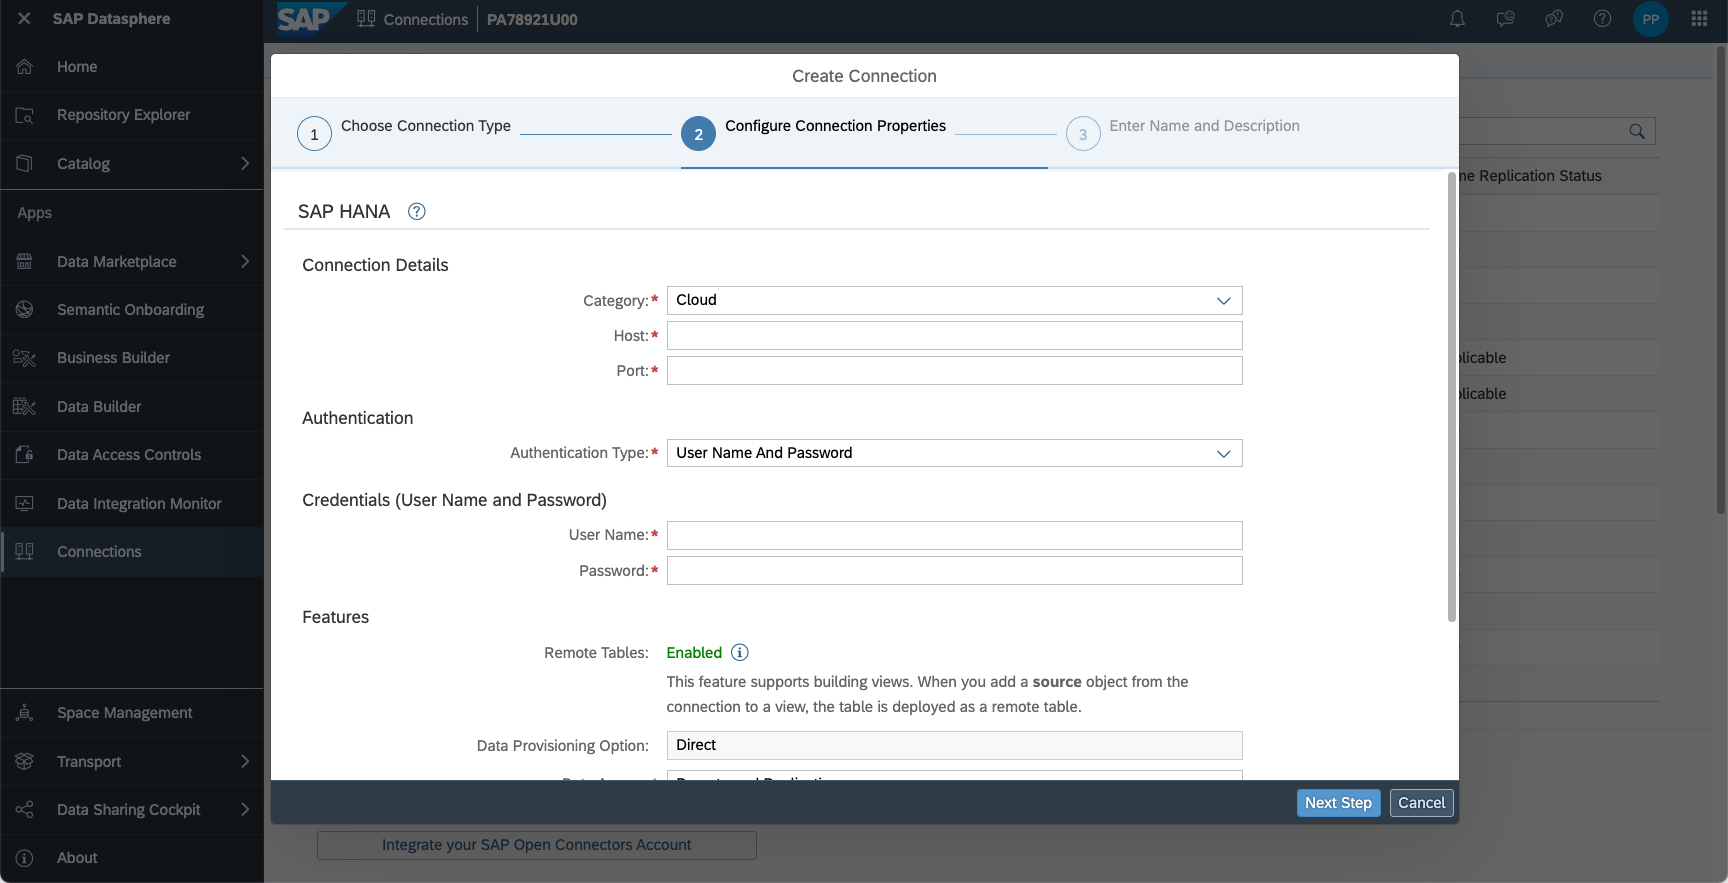 SAP Datasphere
SAP
Connections
PA78921U00
PP
Home
Repository Explorer
Catalog
Apps
Data Marketplace
Semantic Onboarding
Business Builder
Data Builder
Data Access Controls
Data Integration Monitor
Connections
Space Management
Transport
Data Sharing Cockpit
About
Create Connection
1 Choose Connection Type
2 Configure Connection Properties
3 Enter Name and Description
SAP HANA
Connection Details
Category:* Cloud
Host:*
Port:*
Authentication
Authentication Type:* User Name And Password
Credentials (User Name and Password)
User Name:*
Password:*
Features
Remote Tables: Enabled
This feature supports building views. When you add a source object from the
connection to a view, the table is deployed as a remote table.
Data Provisioning Option: Direct
Next Step
Cancel
Replication Status
Integrate your SAP Open Connectors Account